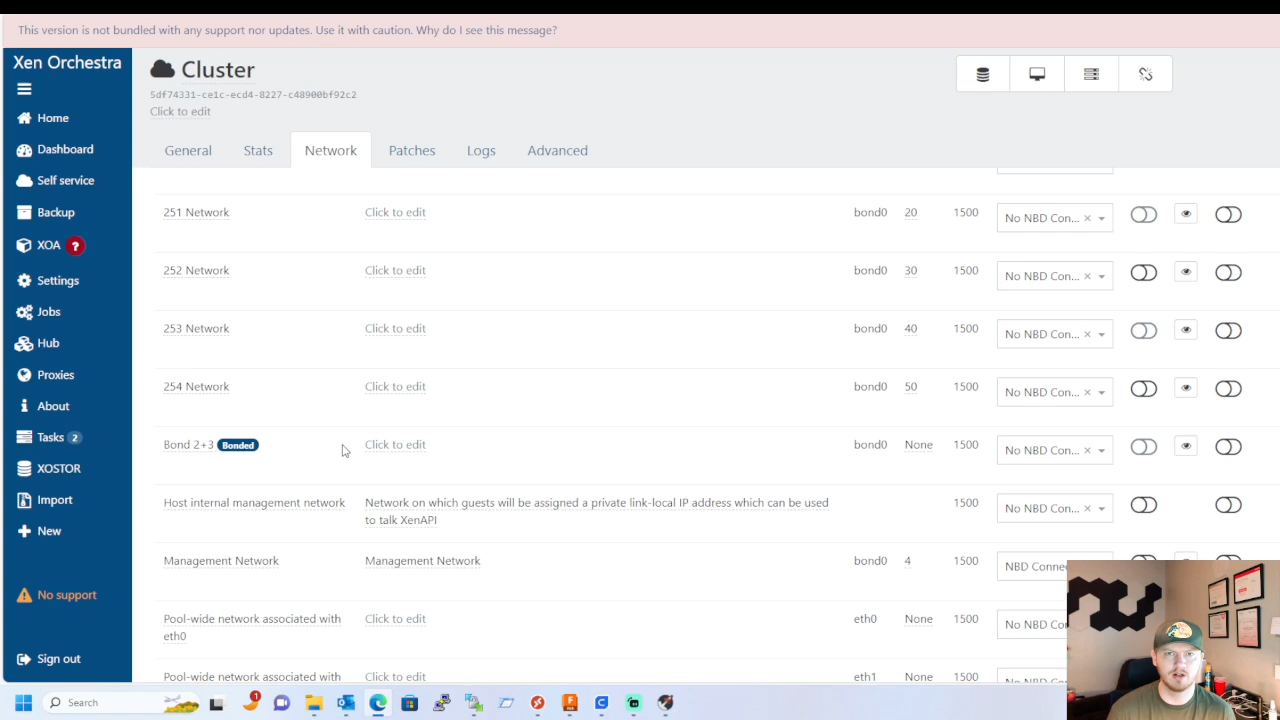 This version is not bundled with any support nor updates. Use it with caution. Why do I see this message?
Xen Orchestra
Home
Dashboard
Self service
Backup
XOA ?
Settings
Jobs
Hub
Proxies
About
Tasks 2
XOSTOR
Import
New
No support
Sign out
Cluster
5df74331-ce1c-ecd4-8227-c48900bf92c2
Click to edit
General Stats Network Patches Logs Advanced
251 Network Click to edit bond0 20 1500 No NBD Con...
252 Network Click to edit bond0 30 1500 No NBD Con...
253 Network Click to edit bond0 40 1500 No NBD Con...
254 Network Click to edit bond0 50 1500 No NBD Con...
Bond 2+3 Bonded Click to edit bond0 None 1500 No NBD Con...
Host internal management network Network on which guests will be assigned a private link-local IP address which can be used 1500 No NBD Con...
to talk XenAPI
Management Network Management Network bond0 4 1500 NBD Conne
Pool-wide network associated with Click to edit eth0 None 1500 No NBD Co
eth0
Pool-wide network associated with Click to edit eth1 None 1500
Search
1